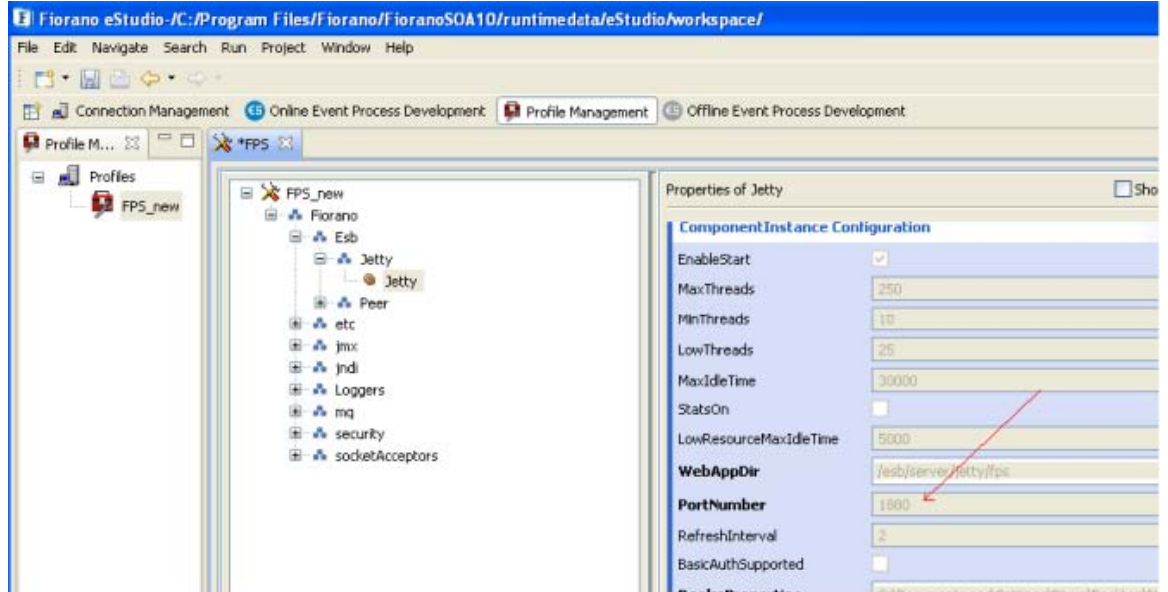 Fiorano eStudio-/C:/Program Files/Fiorano/FioranoSOA10/runtimedata/eStudio/workspace/
File Edit Navigate Search Run Project Window Help
Connection Management Online Event Process Development Profile Management Offline Event Process Development
Profile M... *FPS
Profiles
FPS_new
FPS_new
Fiorano
Esb
Jetty
Jetty
Peer
etc
jmx
jndi
Loggers
mq
security
socketAcceptors
Properties of Jetty Sho
ComponentInstance Configuration
EnableStart
MaxThreads 250
MinThreads 10
LowThreads 25
MaxIdleTime 30000
StatsOn
LowResourceMaxIdleTime 5000
WebAppDir /esb/server/jetty/fps
PortNumber 1880
RefreshInterval 2
BasicAuthSupported